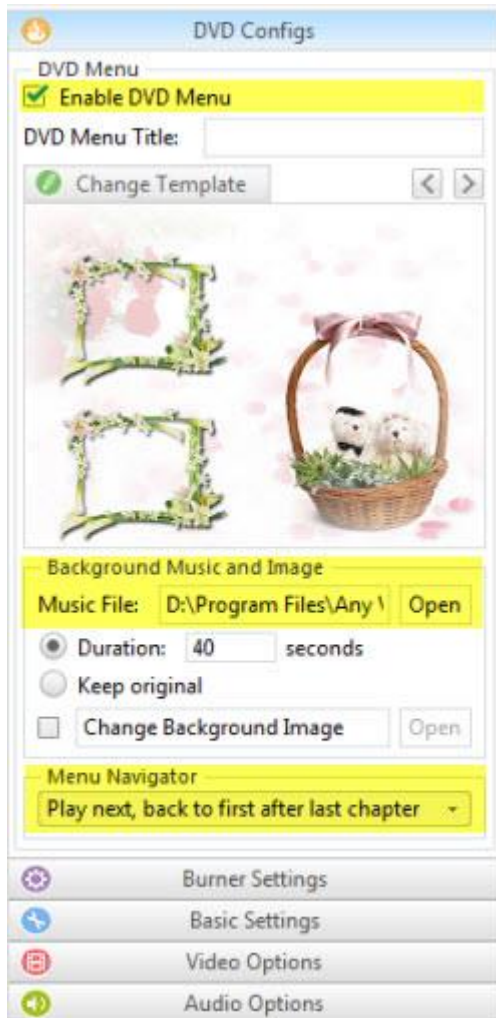 DVD Configs
DVD Menu
Enable DVD Menu
DVD Menu Title:
Change Template
Background Music and Image
Music File: D:\Program Files\Any Open
Duration: 40 seconds
Keep original
Change Background Image Open
Menu Navigator
Play next, back to first after last chapter
Burner Settings
Basic Settings
Video Options
Audio Options